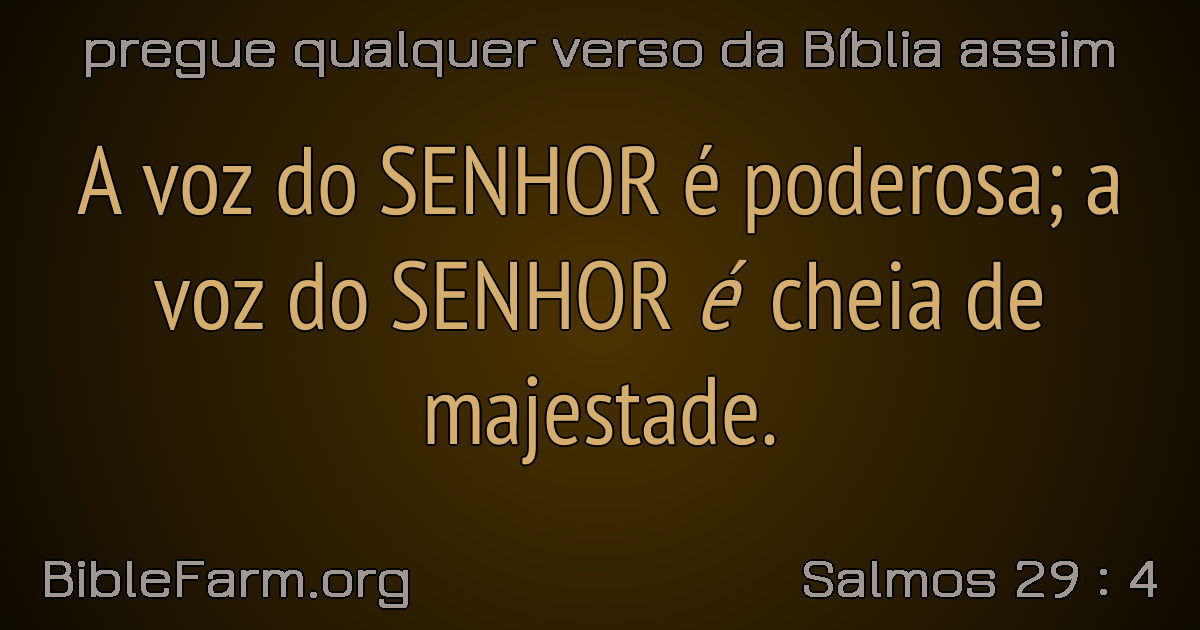 pregue qualquer verso da Bíblia assim
A voz do SENHOR é poderosa; a
voz do SENHOR é cheia de
majestade.
BibleFarm.org
Salmos 29 : 4